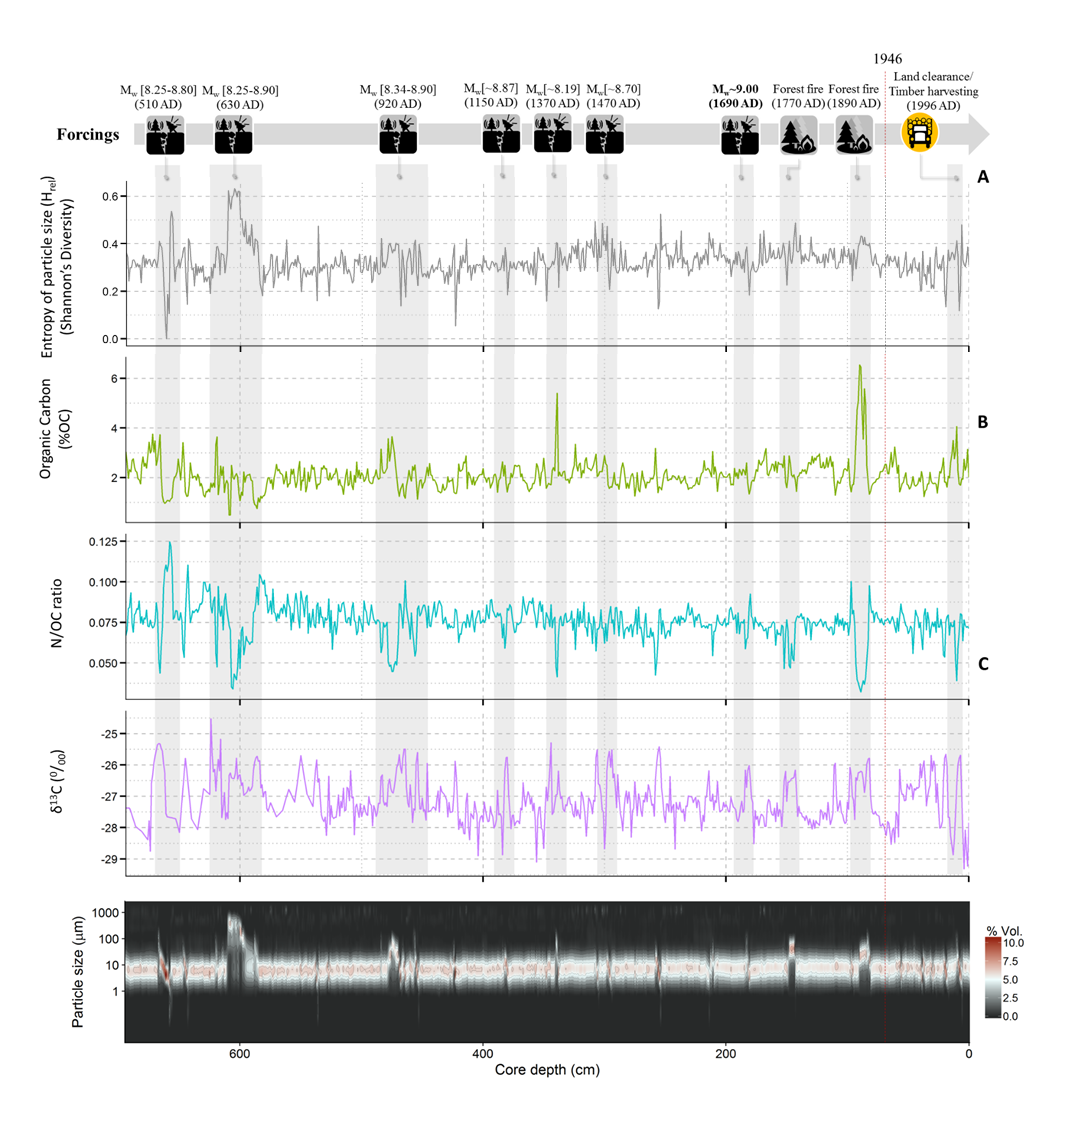 1946
Mw [8.25-8.80]
(510 AD)
Mw [8.25-8.90]
(630 AD)
Mw [8.34-8.90]
(920 AD)
Mw[~8.87]
(1150 AD)
Mw[~8.19]
(1370 AD)
Mw[~8.70]
(1470 AD)
Mw~9.00
(1690 AD)
Forest fire
(1770 AD)
Forest fire
(1890 AD)
Land clearance/
Timber harvesting
(1996 AD)
Forcings
A
Entropy of particle size (Hrel)
(Shannon's Diversity)
0.6
0.4
0.2
0.0
B
Organic Carbon
(%OC)
6
4
2
N/OC ratio
0.125
0.100
0.075
0.050
C
δ13C (0/00)
-25
-26
-27
-28
-29
Particle size (μm)
1000
100
10
1
% Vol.
10.0
7.5
5.0
2.5
0.0
600
400
200
0
Core depth (cm)